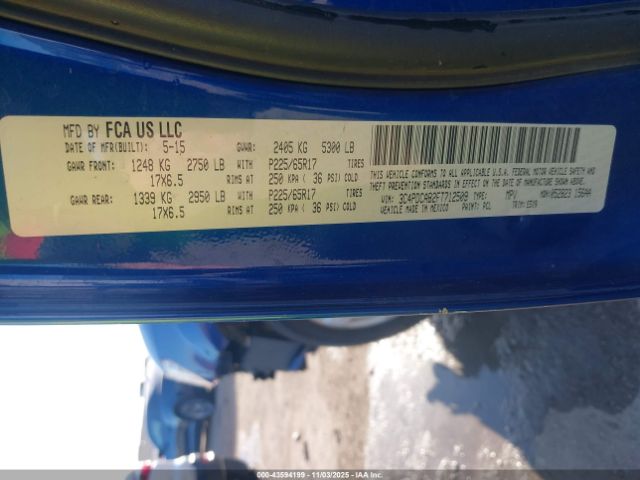 MFD BY FCA US LLC
DATE OF MFR(BUILT): 5-15 GVWR: 2405 KG 5300 LB
GAWR FRONT: 1248 KG 2750 LB WITH P225/65R17 TIRES
17X6.5 RIMS AT 250 KPA ( 36 PSI) COLD
GAWR REAR: 1339 KG 2950 LB WITH P225/65R17 TIRES
17X6.5 RIMS AT 250 KPA ( 36 PSI) COLD
THIS VEHICLE CONFORMS TO ALL APPLICABLE U.S.A. FEDERAL MOTOR VEHICLE SAFETY
AND THEFT PREVENTION STANDARDS IN EFFECT ON THE DATE OF MANUFACTURE SHOWN ABOVE.
VIN: 3C4PDCAB2FT712509 MPV
VEHICLE MADE IN MEXICO PAINT: PCL
000-43594199 - 11/03/2025 - IAA Inc.